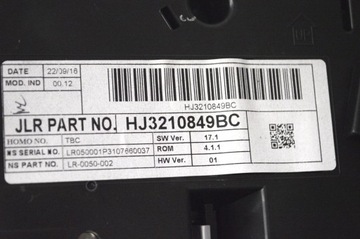 DATE 22/09/16
MOD. IND 00.12
HJ3210849BC
JLR PART NO. HJ3210849BC
HOMO NO. TBC SW Ver. 17.1
NS SERIAL NO. LR050001P3107660037 ROM 4.1.1
NS PART NO. LR-0050-002 HW Ver. 01